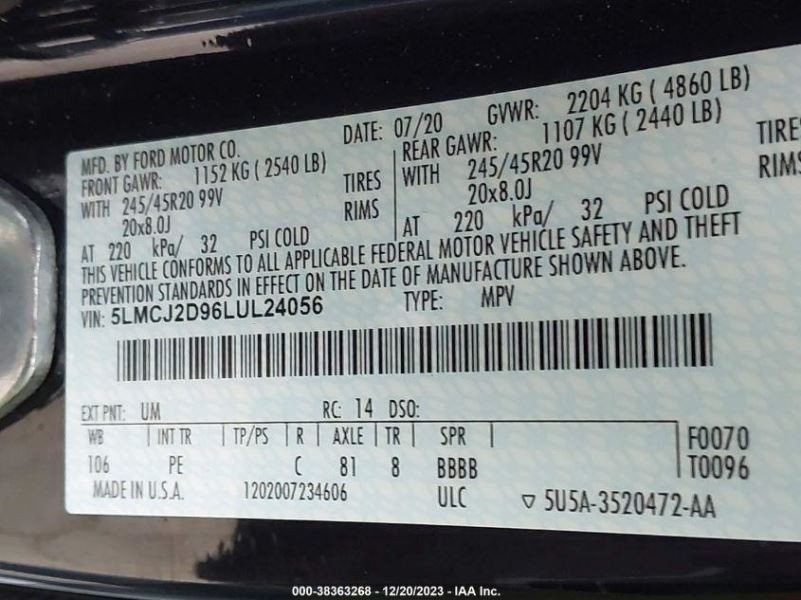 MFD. BY FORD MOTOR CO. DATE: 07/20 GVWR: 2204 KG ( 4860 LB)
FRONT GAWR: 1152 KG ( 2540 LB) REAR GAWR: 1107 KG ( 2440 LB)
WITH 245/45R20 99V TIRES WITH 245/45R20 99V TIRES
20x8.0J RIMS 20x8.0J RIMS
AT 220 kPa/ 32 PSI COLD AT 220 kPa/ 32 PSI COLD
THIS VEHICLE CONFORMS TO ALL APPLICABLE FEDERAL MOTOR VEHICLE SAFETY AND THEFT
PREVENTION STANDARDS IN EFFECT ON THE DATE OF MANUFACTURE SHOWN ABOVE.
VIN: 5LMCJ2D96LUL24056 TYPE: MPV
EXT PNT: UM RC: 14 DSO:
WB INT TR TP/PS R AXLE TR SPR F0070
106 PE C 81 8 BBBB T0096
MADE IN U.S.A. 1202007234606 ULC ▽ 5U5A-3520472-AA
000-38363268 - 12/20/2023 - IAA Inc.